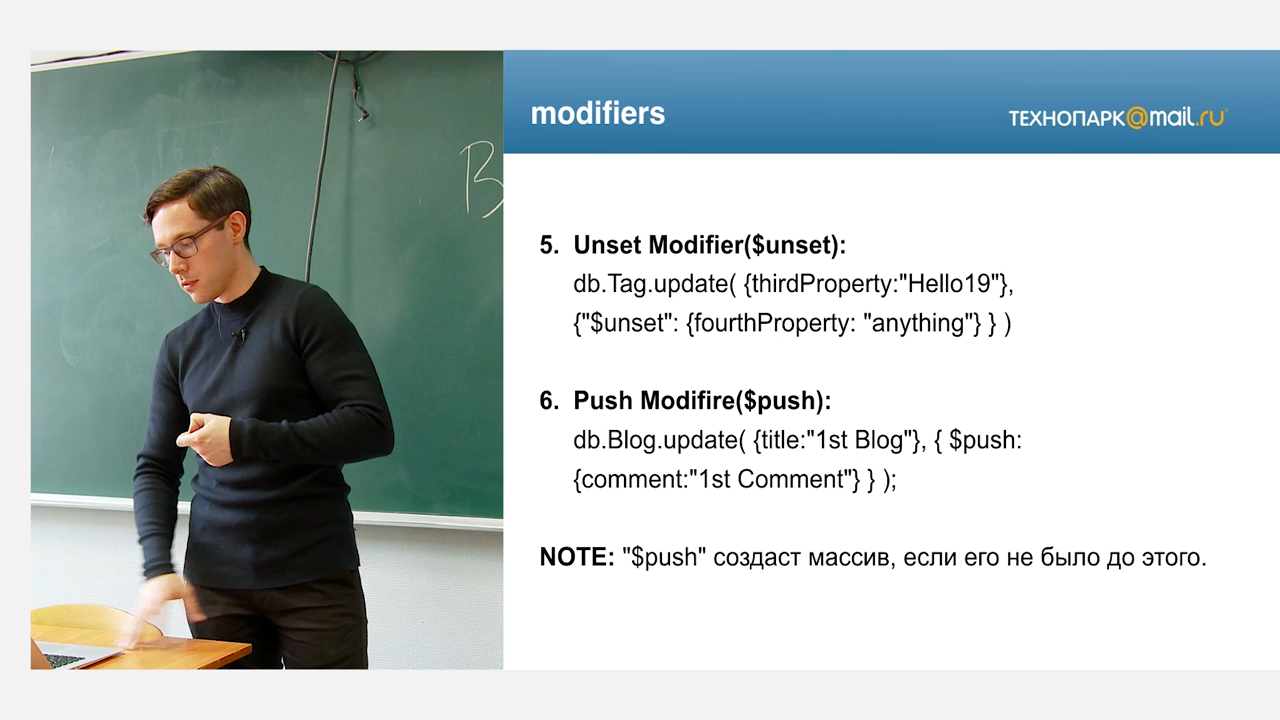 B
modifiers
ТЕХНОПАРК@mail.ru
5. Unset Modifier($unset):
db.Tag.update( {thirdProperty:"Hello19"},
{"$unset": {fourthProperty: "anything"} } )
6. Push Modifire($push):
db.Blog.update( {title:"1st Blog"}, { $push:
{comment:"1st Comment"} } );
NOTE: "$push" создаст массив, если его не было до этого.